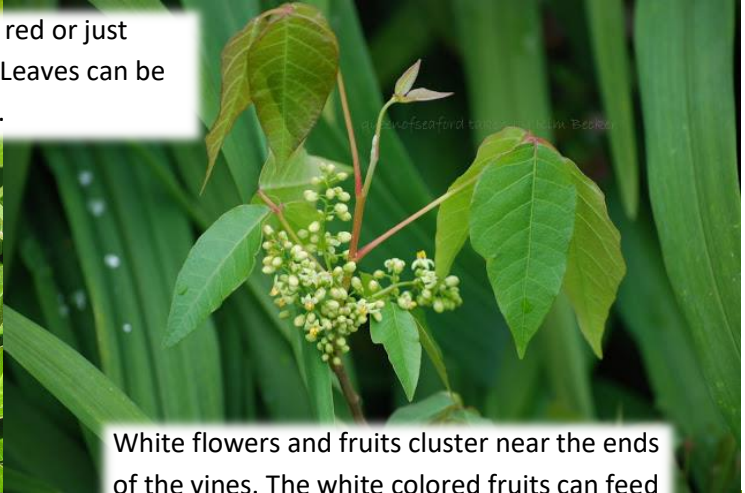 red or just
Leaves can be
.
White flowers and fruits cluster near the ends
of the vines. The white colored fruits can feed